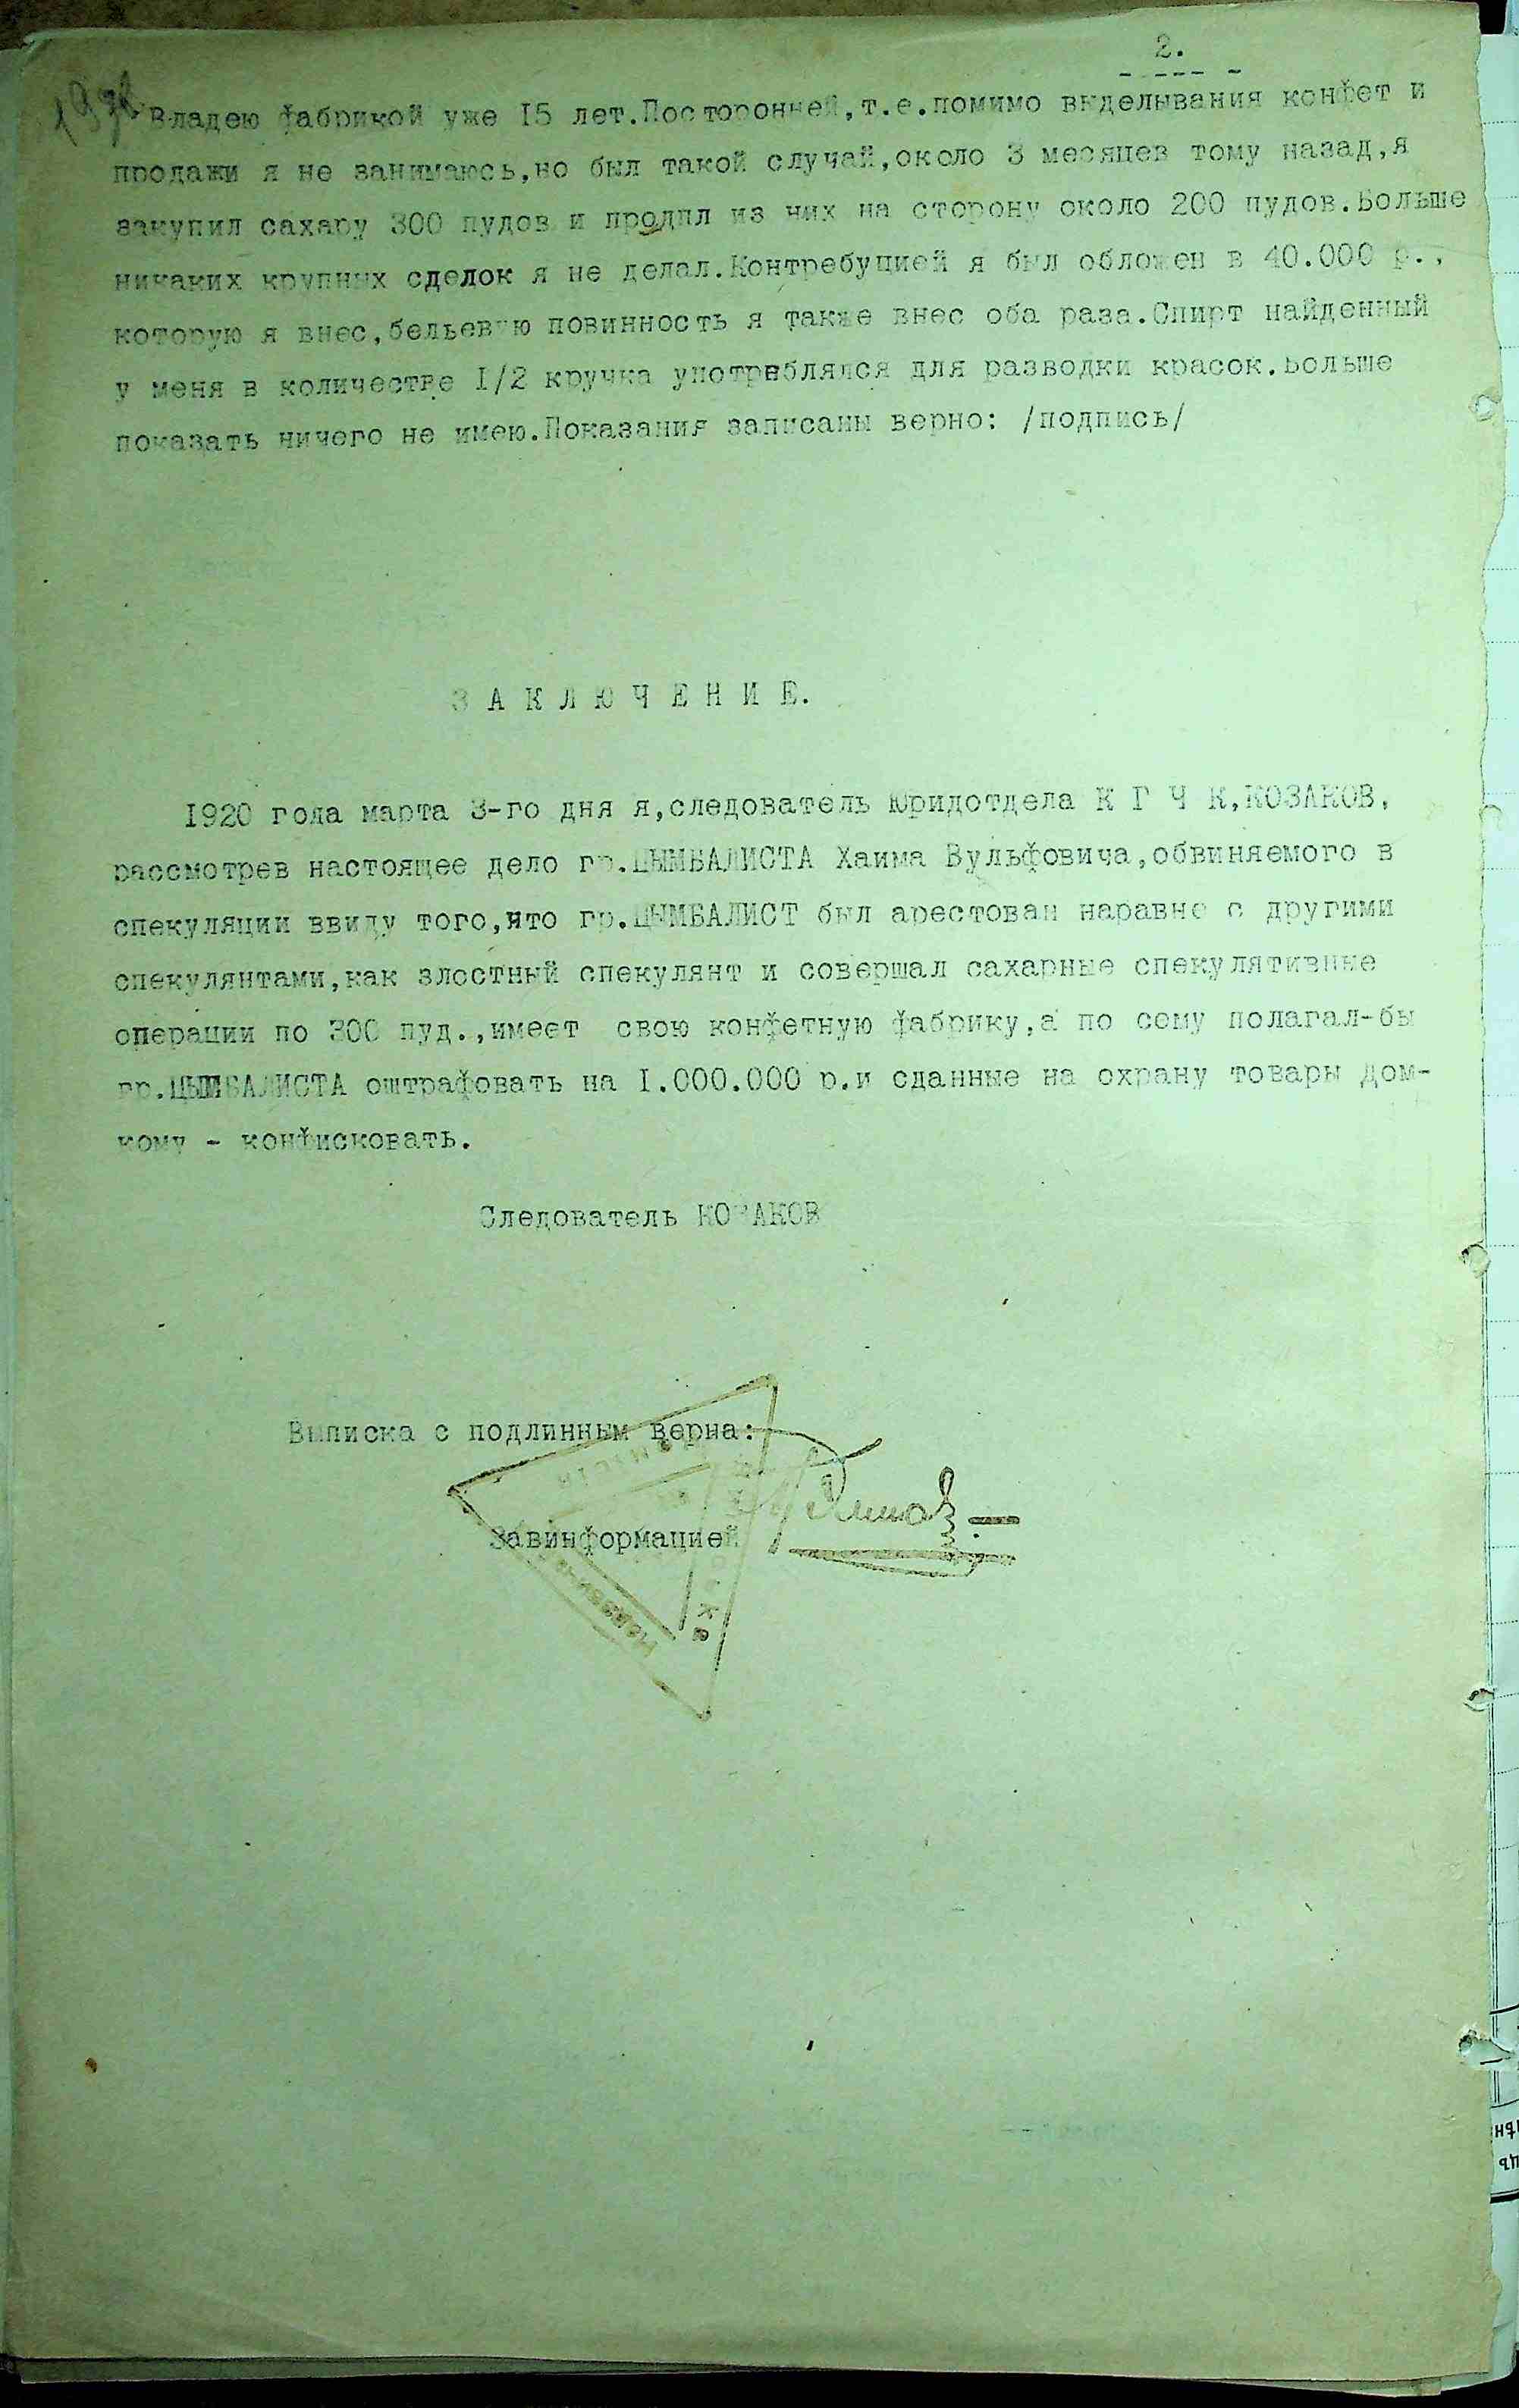 2.
Владею фабрикой уже 15 лет.Посторонней,т.е.помимо выделывания конфет и
продажи я не занимаюсь,но был такой случай,около 3 месяцев тому назад,я
закупил сахару 300 пудов и продал из них на сторону около 200 пудов.Больше
никаких крупных сделок я не делал.Контребуцией я был обложен в 40.000 р.,
которую я внес,бельевую повинность я также внес оба раза.Спирт найденный
у меня в количестве 1/2 кручка употреблялся для разводки красок.Больше
показать ничего не имею.Показания записаны верно: /подпись/
ЗАКЛЮЧЕНИЕ.
1920 года марта 3-го дня я,следователь Юридотдела К Г Ч К,КОЗАКОВ,
рассмотрев настоящее дело гр.ЦЫМБАЛИСТА Хаима Вульфовича,обвиняемого в
спекуляции ввиду того,что гр.ЦЫМБАЛИСТ был арестован наравне с другими
спекулянтами,как злостный спекулянт и совершал сахарные спекулятивные
операции по 300 пуд.,имеет свою конфетную фабрику,а по сему полагал-бы
гр.ЦЫМБАЛИСТА оштрафовать на 1.000.000 р.и сданные на охрану товары дом-
кому - конфисковать.
Следователь КОЗАКОВ
Выписка с подлинным верна:
Завинформацией